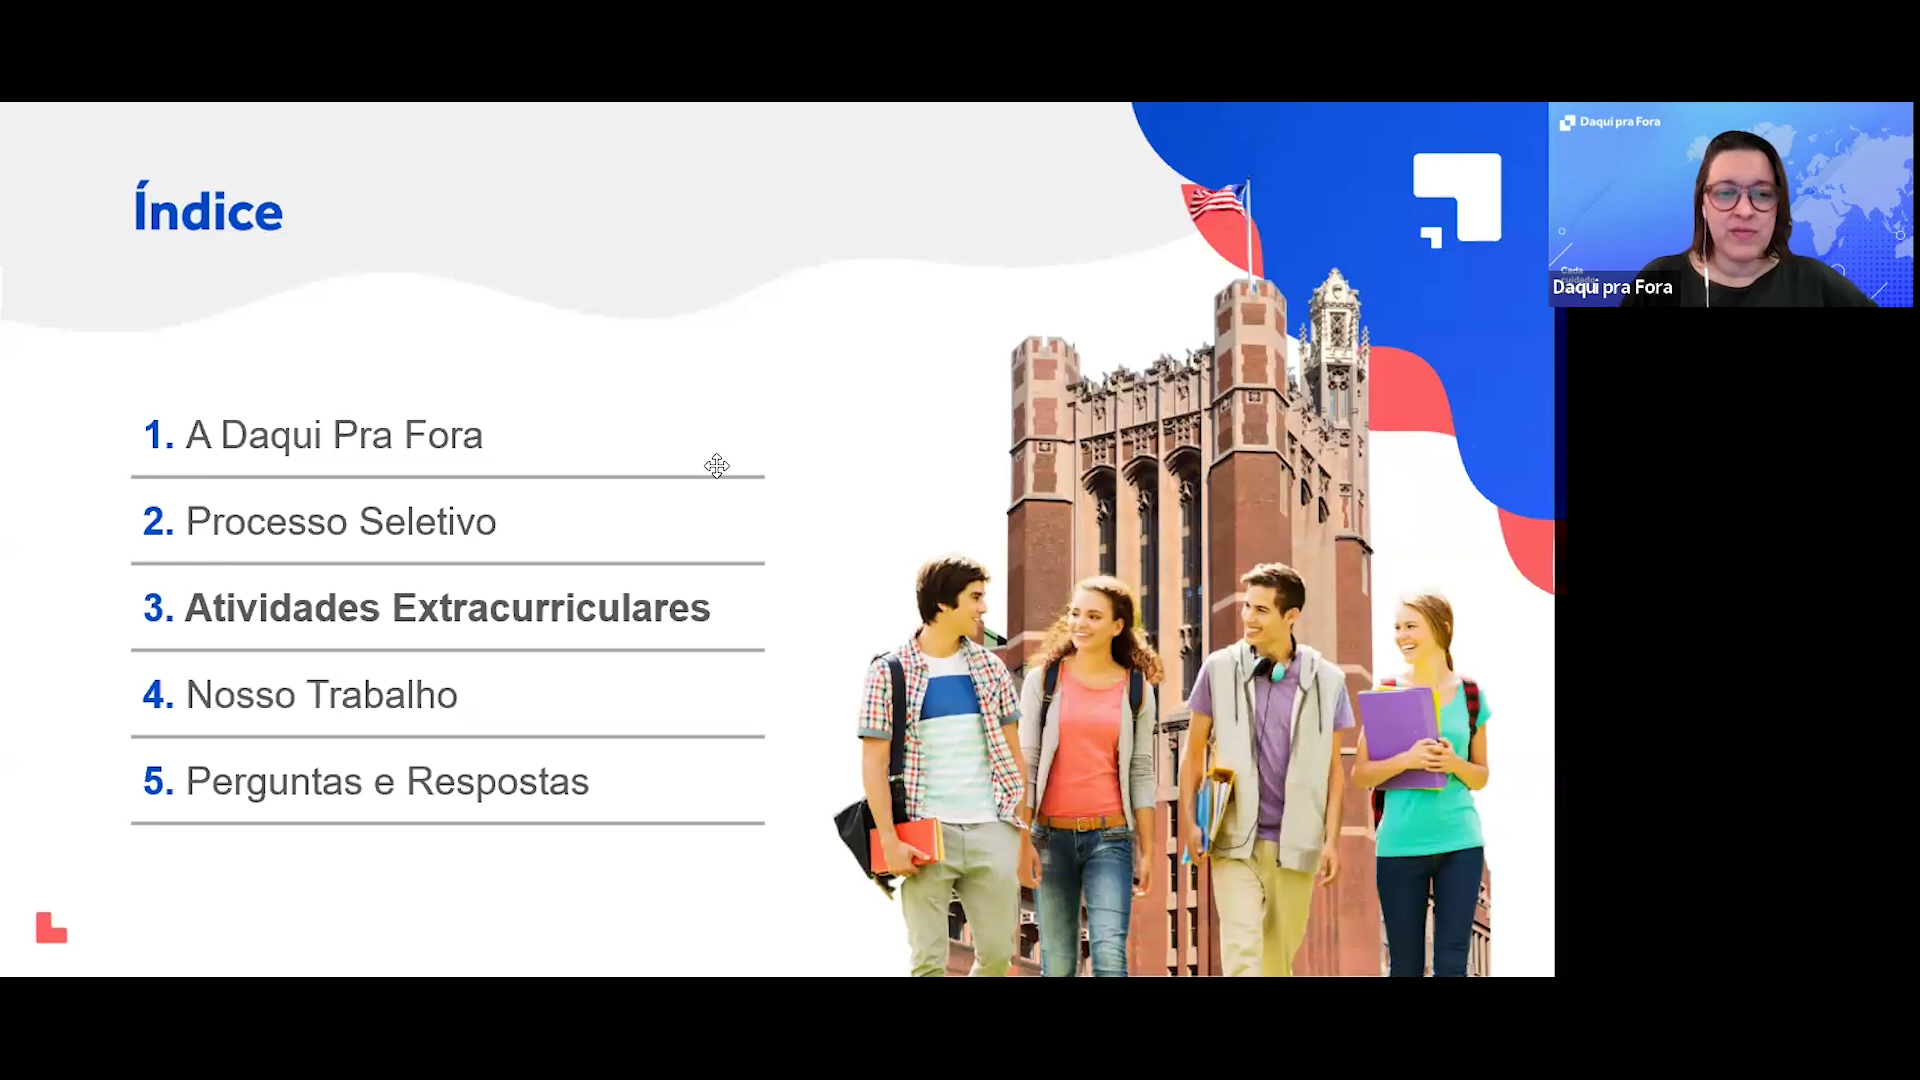 Índice
1. A Daqui Pra Fora
2. Processo Seletivo
3. Atividades Extracurriculares
4. Nosso Trabalho
5. Perguntas e Respostas
Daqui pra Fora
Cada
Daqui pra Fora